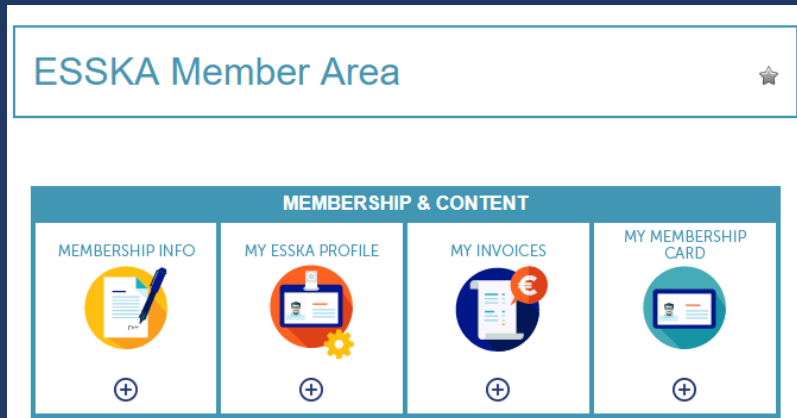 ESSKA Member Area
MEMBERSHIP & CONTENT
MEMBERSHIP INFO
MY ESSKA PROFILE
MY INVOICES
MY MEMBERSHIP
CARD
€